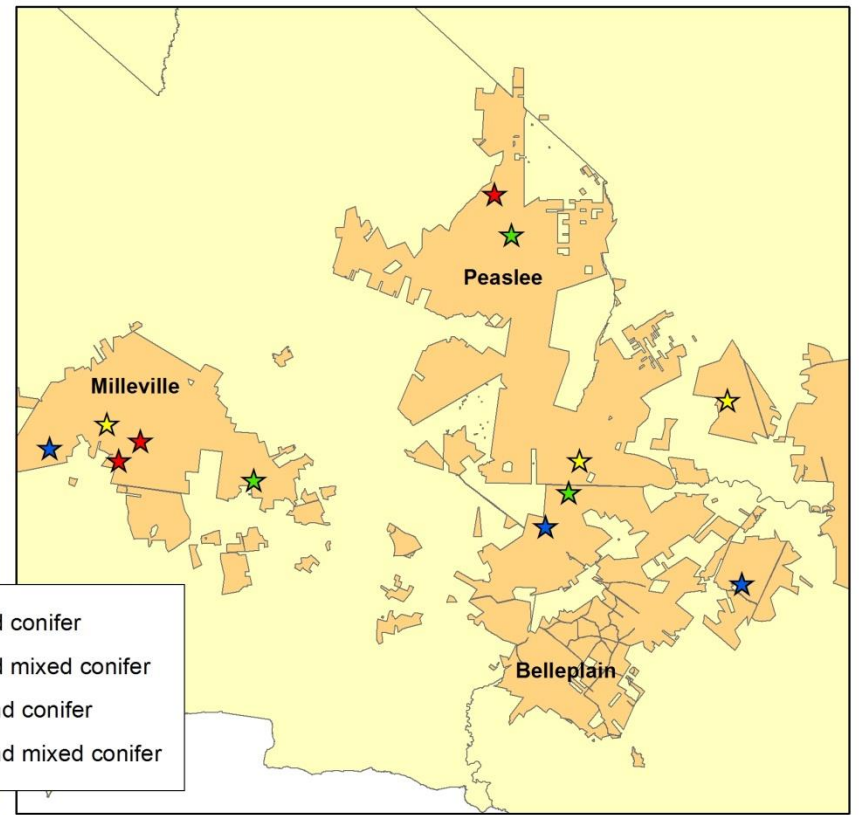 Peaslee
Milleville
Belleplain
conifer
mixed conifer
conifer
mixed conifer